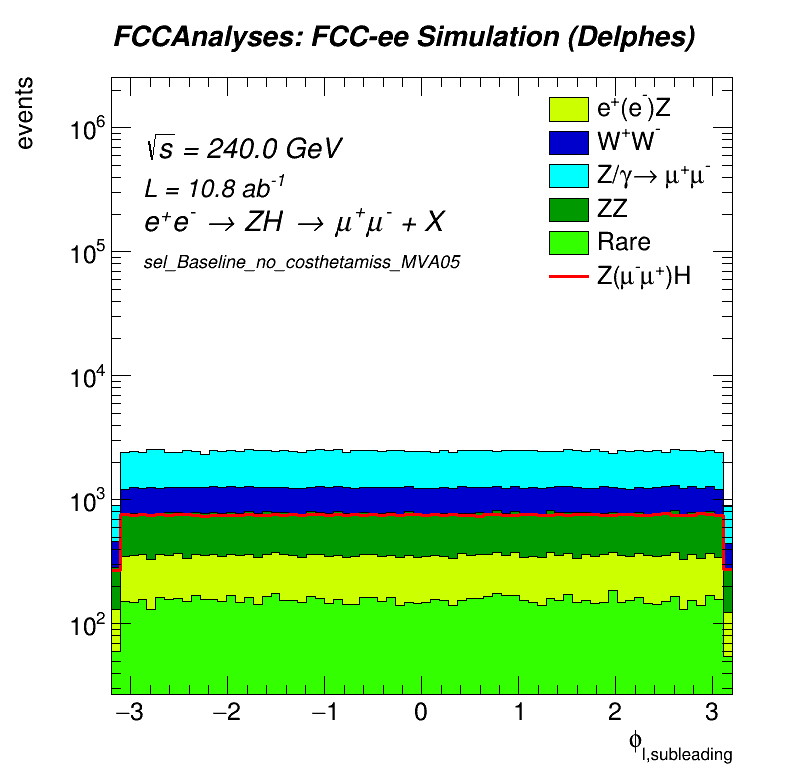 FCCAnalyses: FCC-ee Simulation (Delphes)
events
√s = 240.0 GeV
L = 10.8 ab⁻¹
e⁺e⁻ → ZH → μ⁺μ⁻ + X
sel_Baseline_no_costhetamiss_MVA05
e⁺(e⁻)Z
W⁺W⁻
Z/γ→ μ⁺μ⁻
ZZ
Rare
Z(μ⁻μ⁺)H
10⁶
10⁵
10⁴
10³
10²
−3 −2 −1 0 1 2 3
ϕ_l,subleading